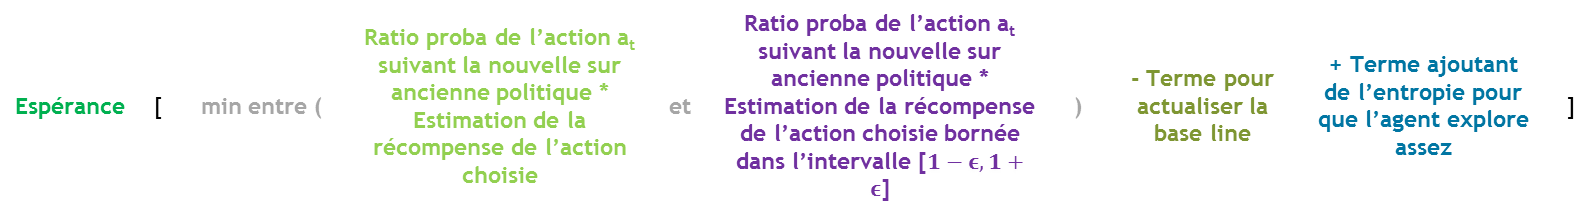 Espérance
[
min entre (
Ratio proba de l’action at
suivant la nouvelle sur
ancienne politique *
Estimation de la
récompense de l’action
choisie
et
Ratio proba de l’action at
suivant la nouvelle sur
ancienne politique *
Estimation de la récompense
de l’action choisie bornée
dans l’intervalle [1 − ϵ, 1 +
ϵ]
)
- Terme pour
actualiser la
base line
+ Terme ajoutant
de l’entropie pour
que l’agent explore
assez
]